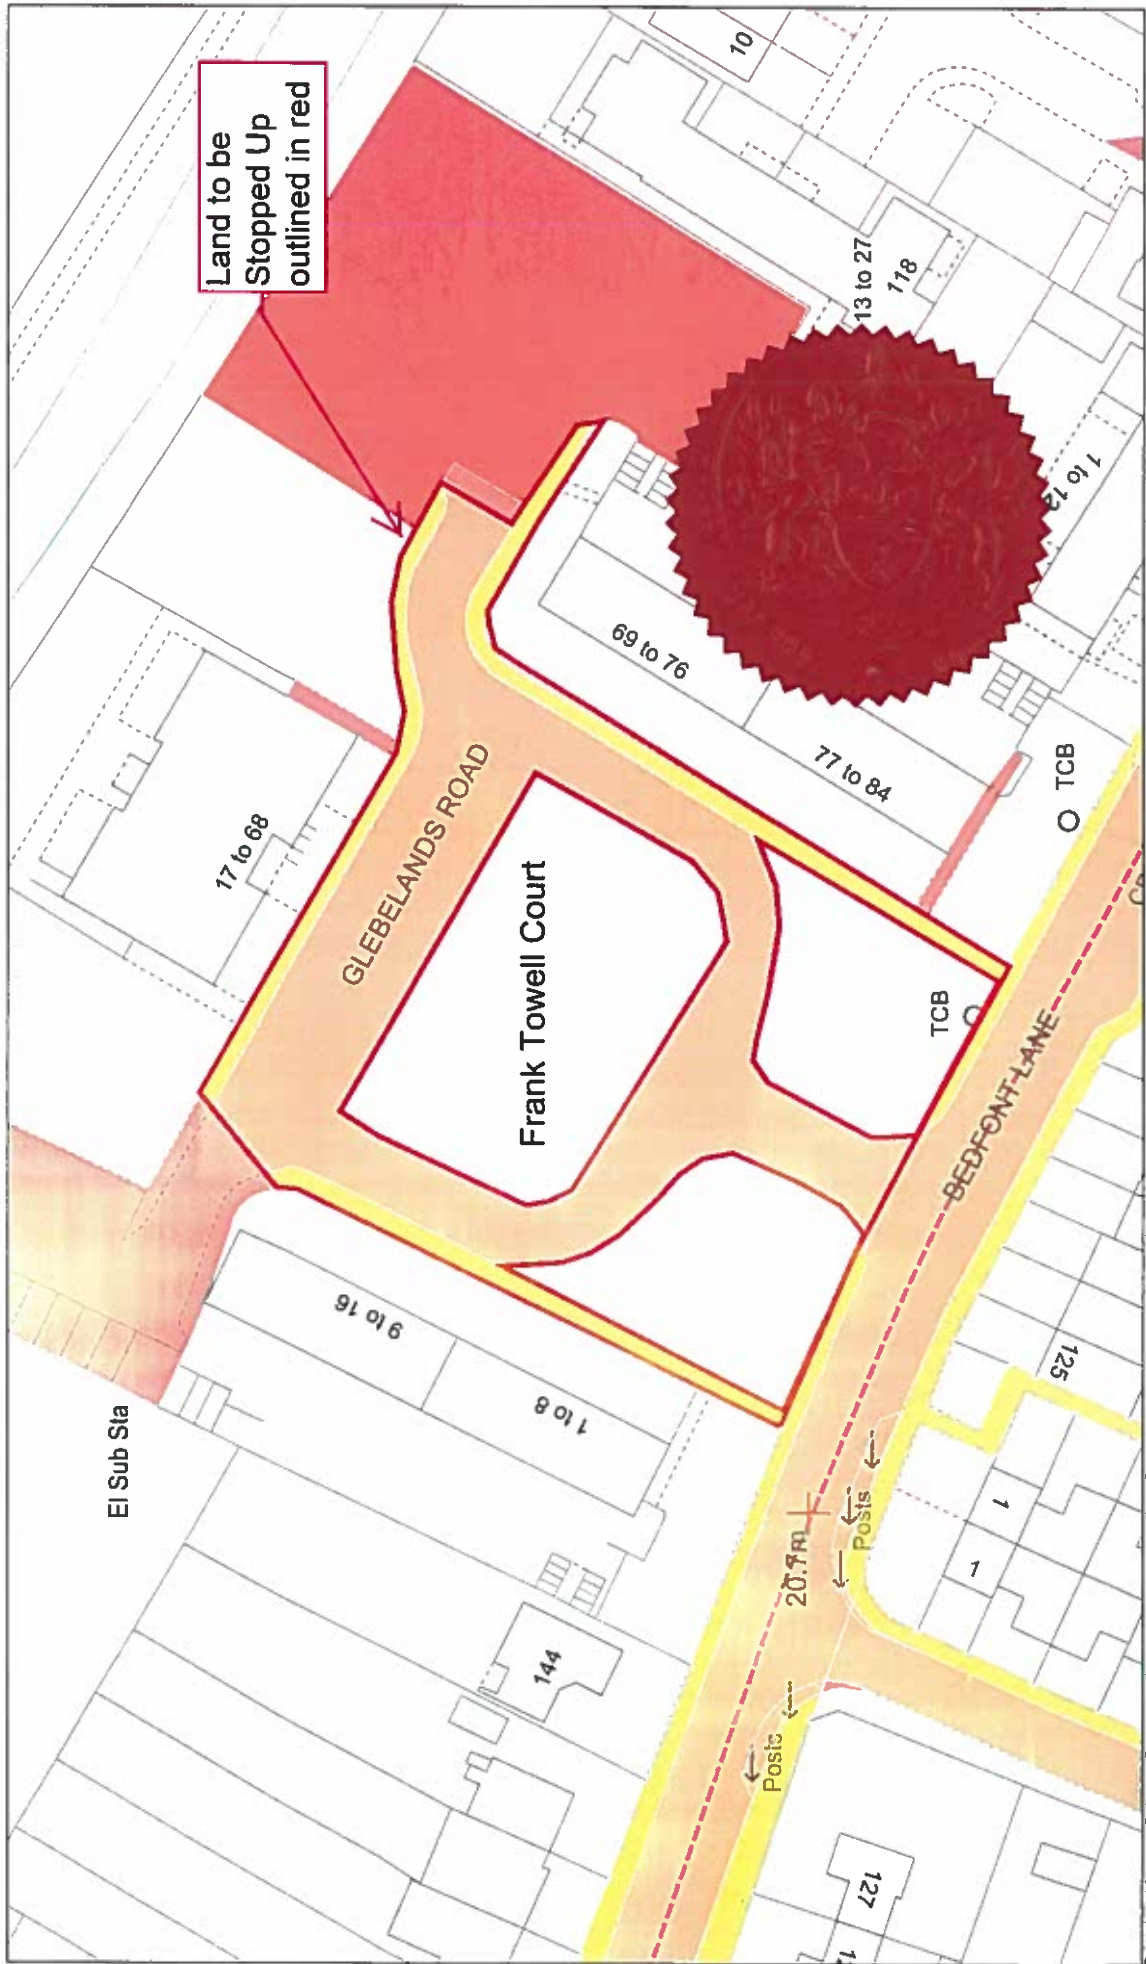 Land to be
Stopped Up
outlined in red
10
13 to 27
118
1 to 12
69 to 76
77 to 84
TCB
17 to 68
GLEBELANDS ROAD
Frank Towell Court
TCB
BEDFONT LANE
9 to 16
1 to 8
125
El Sub Sta
Posts
20.7m
1
1
144
Posts
127